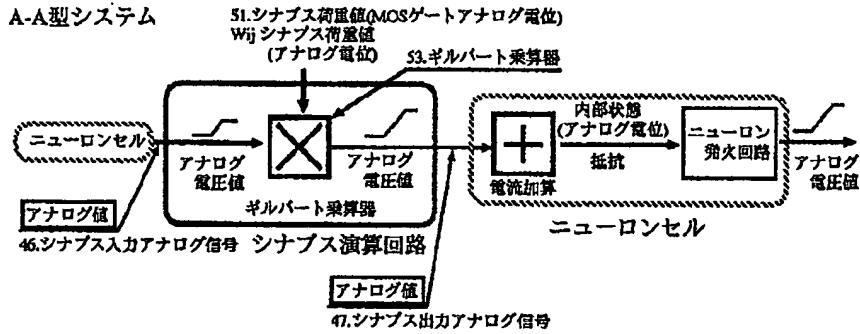 A-A型システム
51.シナプス荷重値(MOSゲートアナログ電位)
Wij シナプス荷重値
(アナログ電位)
53.ギルバート乗算器
ニューロンセル
アナログ
電圧値
アナログ
電圧値
ギルバート乗算器
シナプス演算回路
アナログ値
46.シナプス入力アナログ信号
内部状態
(アナログ電位)
抵抗
電流加算
ニューロン
発火回路
アナログ
電圧値
ニューロンセル
アナログ値
47.シナプス出力アナログ信号